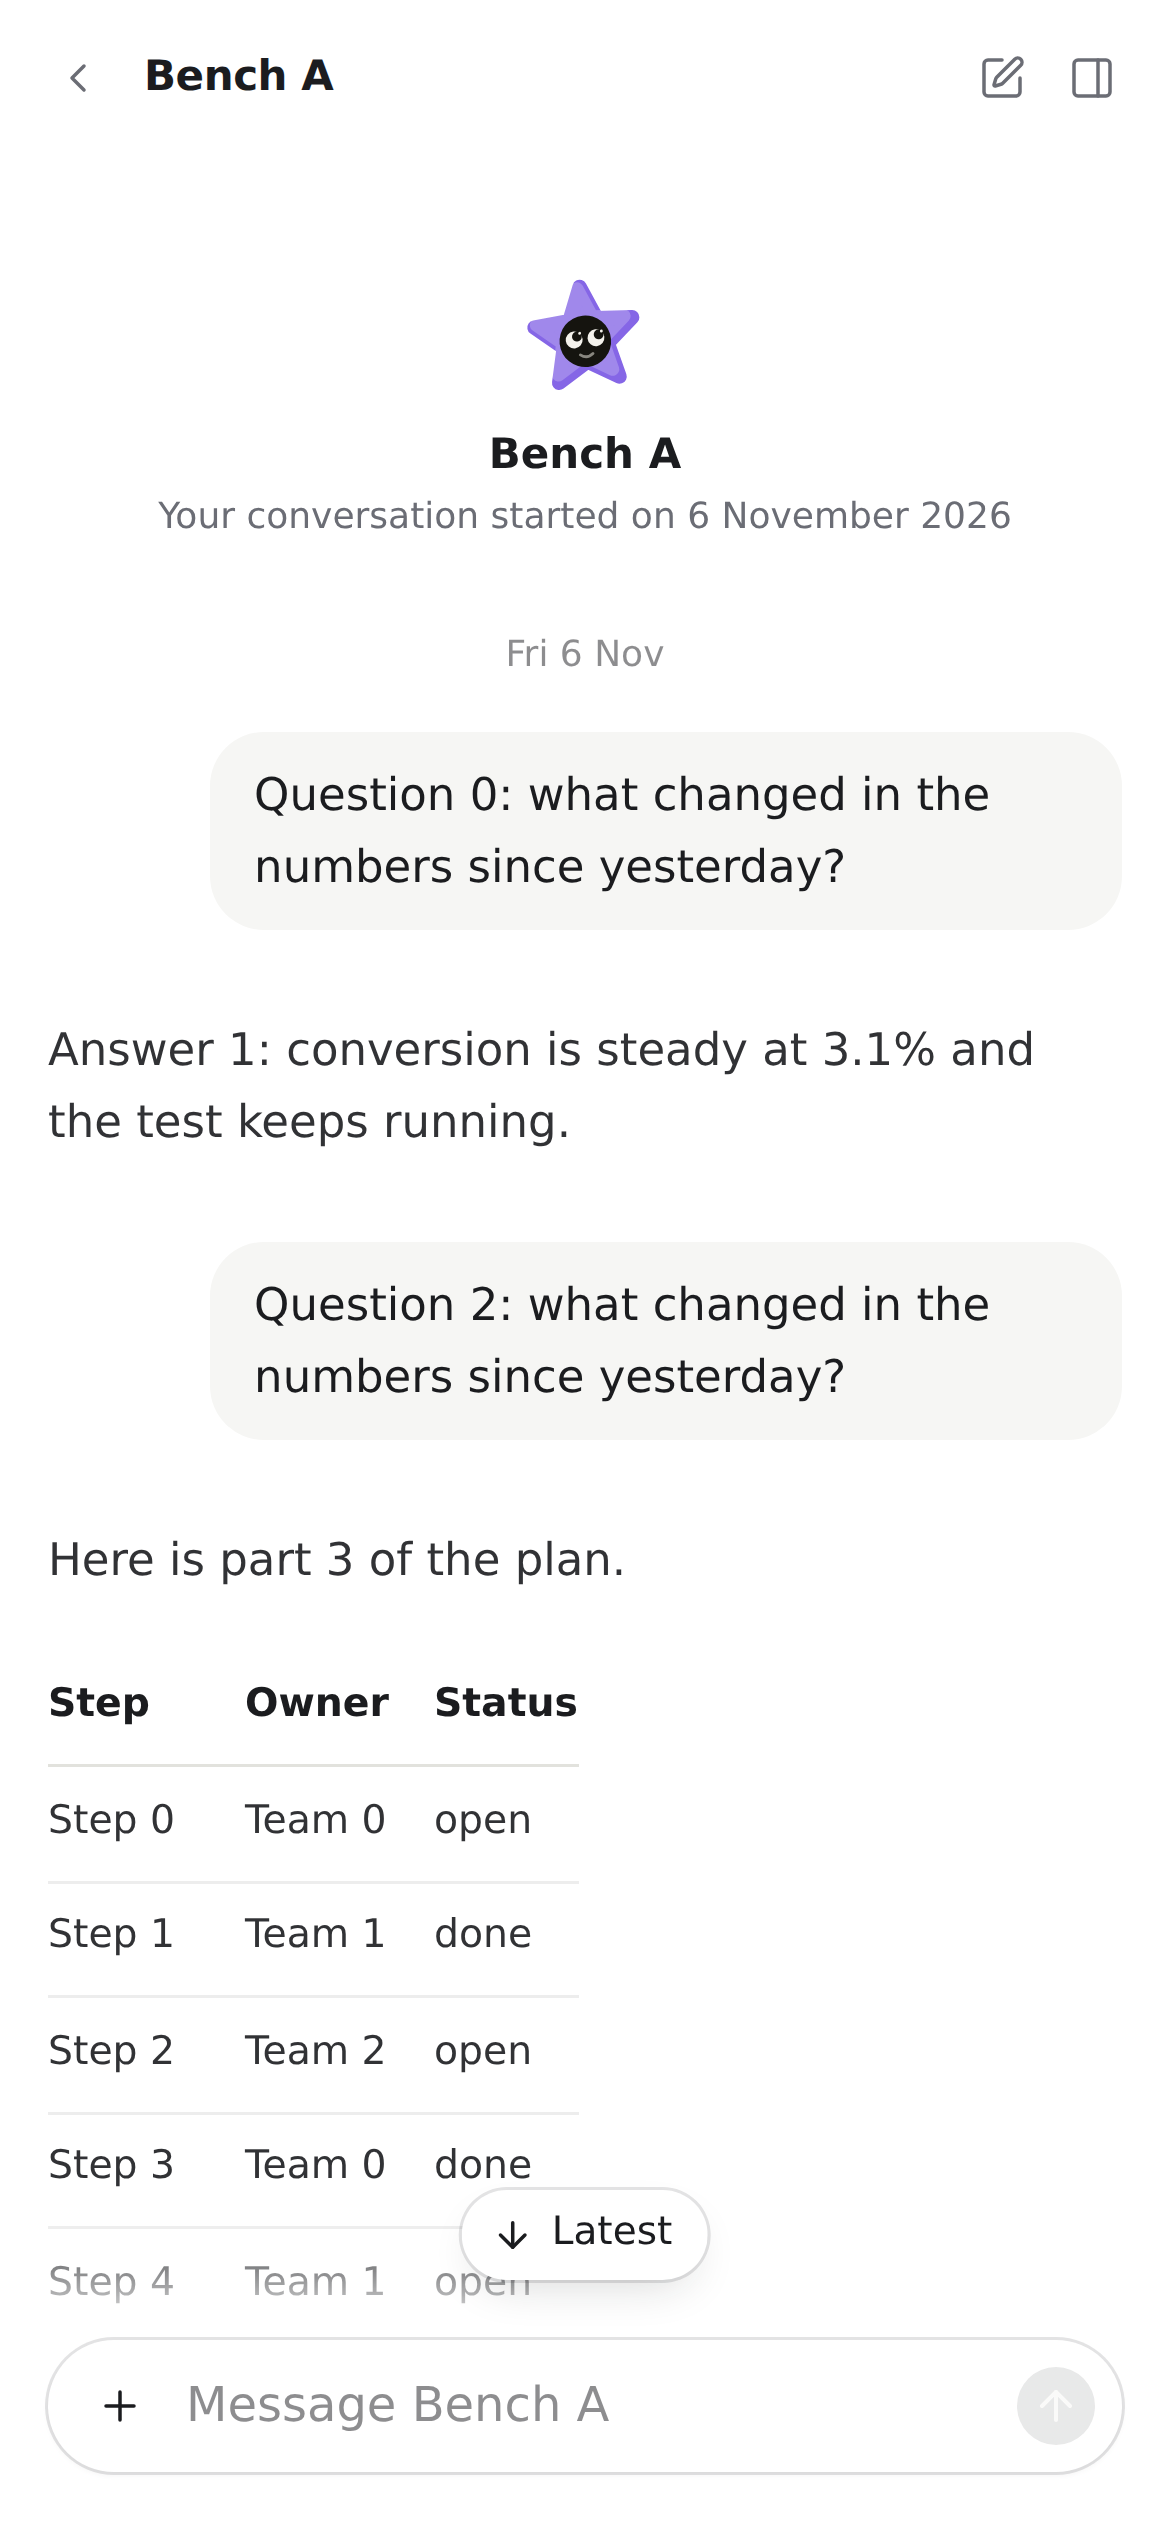 Bench A
Bench A
Your conversation started on 6 November 2026
Fri 6 Nov
Question 0: what changed in the
numbers since yesterday?
Answer 1: conversion is steady at 3.1% and
the test keeps running.
Question 2: what changed in the
numbers since yesterday?
Here is part 3 of the plan.
Step Owner Status
Step 0 Team 0 open
Step 1 Team 1 done
Step 2 Team 2 open
Step 3 Team 0 done
Latest
Step 4 Team 1 open
Message Bench A